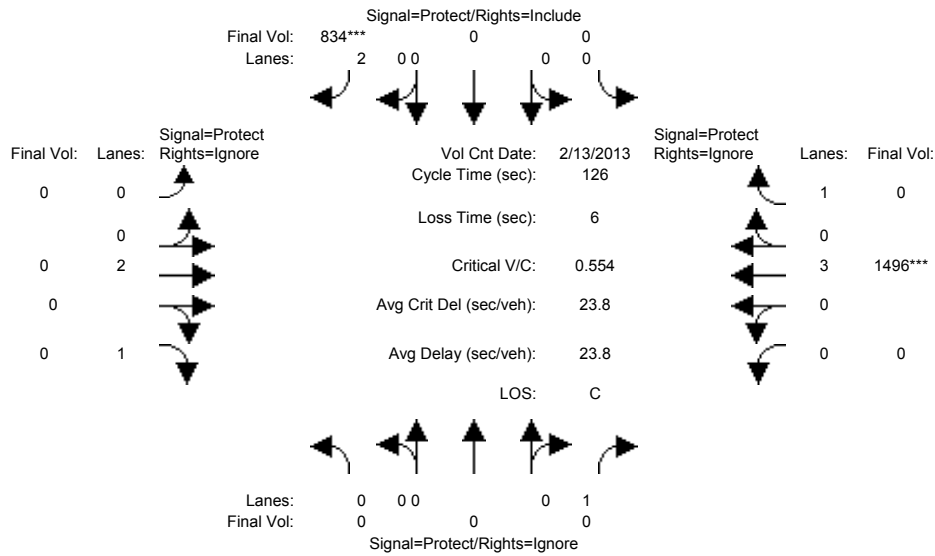 Signal=Protect/Rights=Include
Final Vol: 834*** 0 0
Lanes: 2 0 0 0 0
Signal=Protect Signal=Protect
Final Vol: Lanes: Rights=Ignore Vol Cnt Date: 2/13/2013 Rights=Ignore Lanes: Final Vol:
Cycle Time (sec): 126
0 0 1 0
Loss Time (sec): 6
0 0
0 2 Critical V/C: 0.554 3 1496***
0 Avg Crit Del (sec/veh): 23.8 0
0 1 Avg Delay (sec/veh): 23.8 0 0
LOS: C
Lanes: 0 0 0 0 1
Final Vol: 0 0 0
Signal=Protect/Rights=Ignore